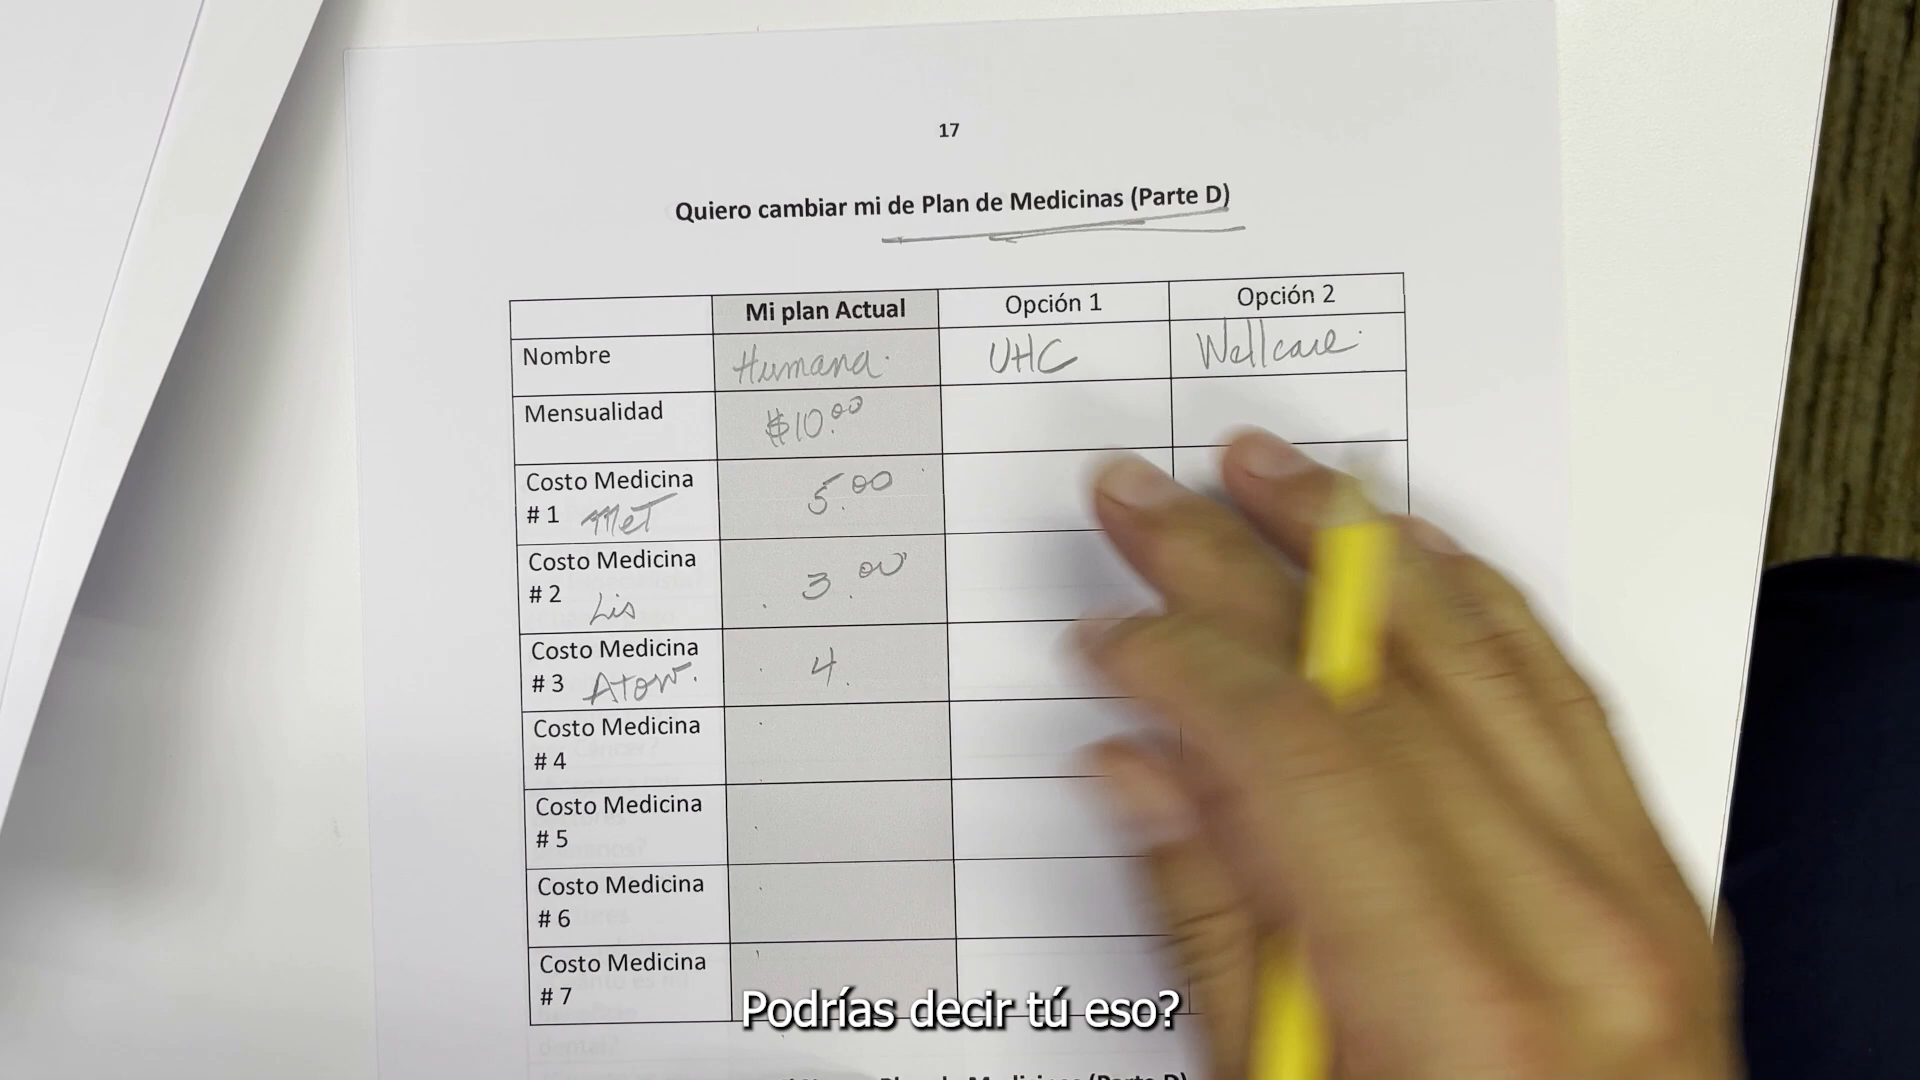 17
Quiero cambiar mi de Plan de Medicinas (Parte D)
Mi plan Actual Opción 1 Opción 2
Nombre Humana. UHC Wellcare.
Mensualidad $10.00
Costo Medicina
# 1 Met 5.00
Costo Medicina
# 2 Lis 3.00
Costo Medicina
# 3 Atorv. 4.
Costo Medicina
# 4
Costo Medicina
# 5
Costo Medicina
# 6
Costo Medicina
# 7
Podrías decir tú eso?